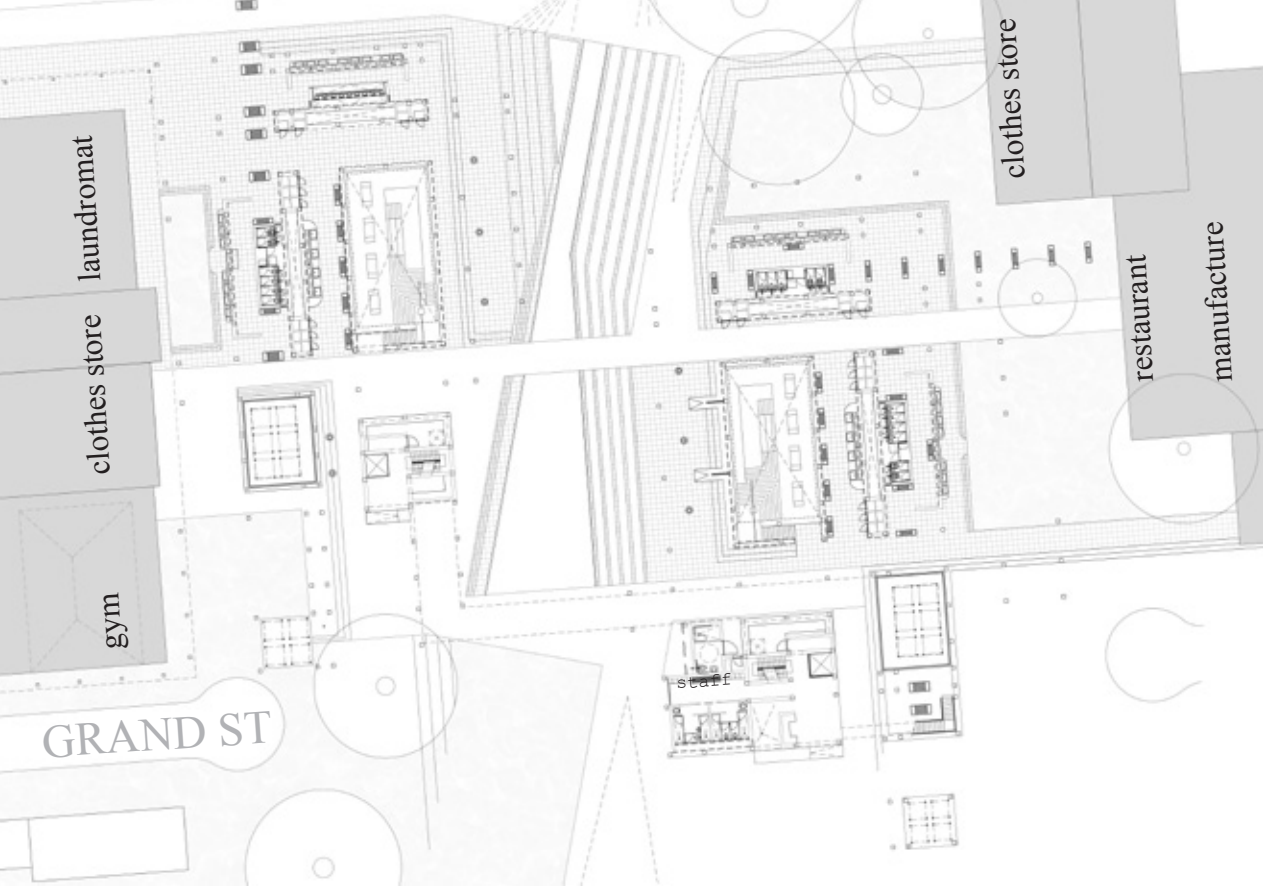 laundromat
clothes store
gym
GRAND ST
staff
clothes store
restaurant
manufacture